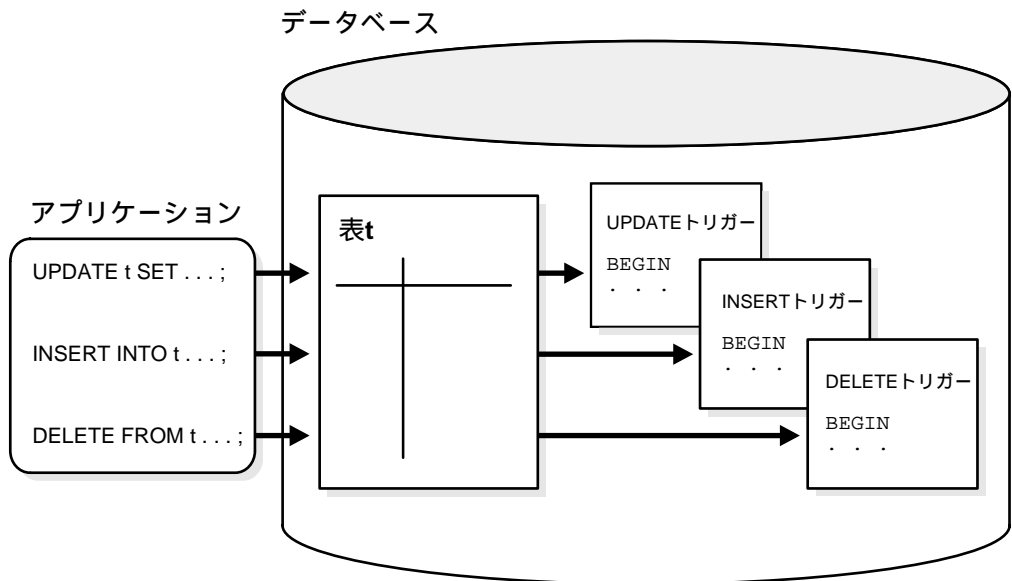 データベース
アプリケーション
UPDATE t SET . . . ;
INSERT INTO t . . . ;
DELETE FROM t . . . ;
表t
UPDATEトリガー
BEGIN
. . .
INSERTトリガー
BEGIN
. . .
DELETEトリガー
BEGIN
. . .